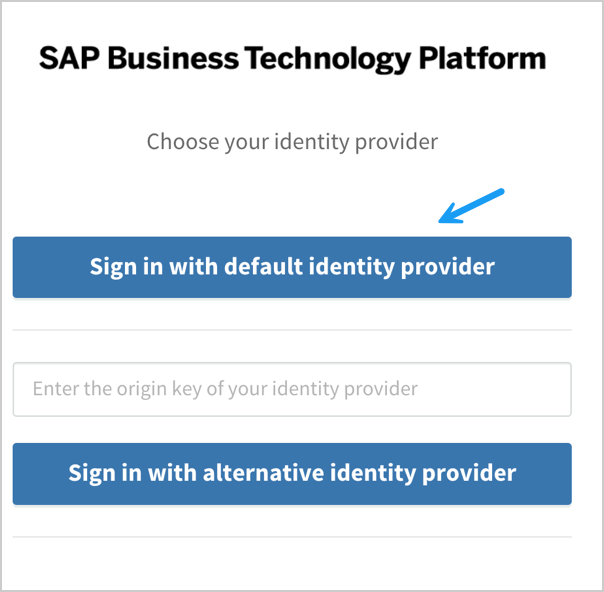 SAP Business Technology Platform
Choose your identity provider
Sign in with default identity provider
Enter the origin key of your identity provider
Sign in with alternative identity provider